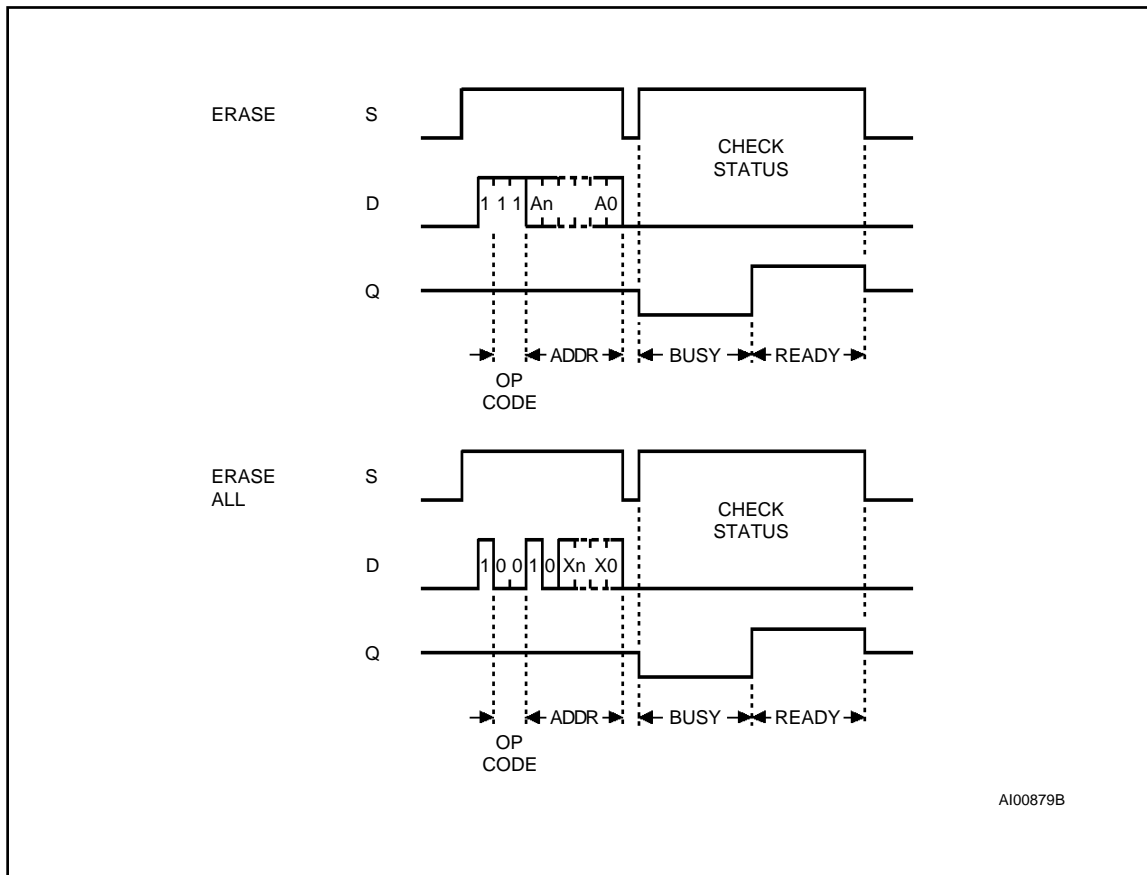 ERASE S
CHECK
STATUS
D 1 1 1 An A0
Q
ADDR BUSY READY
OP
CODE
ERASE
ALL
S
CHECK
STATUS
D 1 0 0 1 0 Xn X0
Q
ADDR BUSY READY
OP
CODE
AI00879B